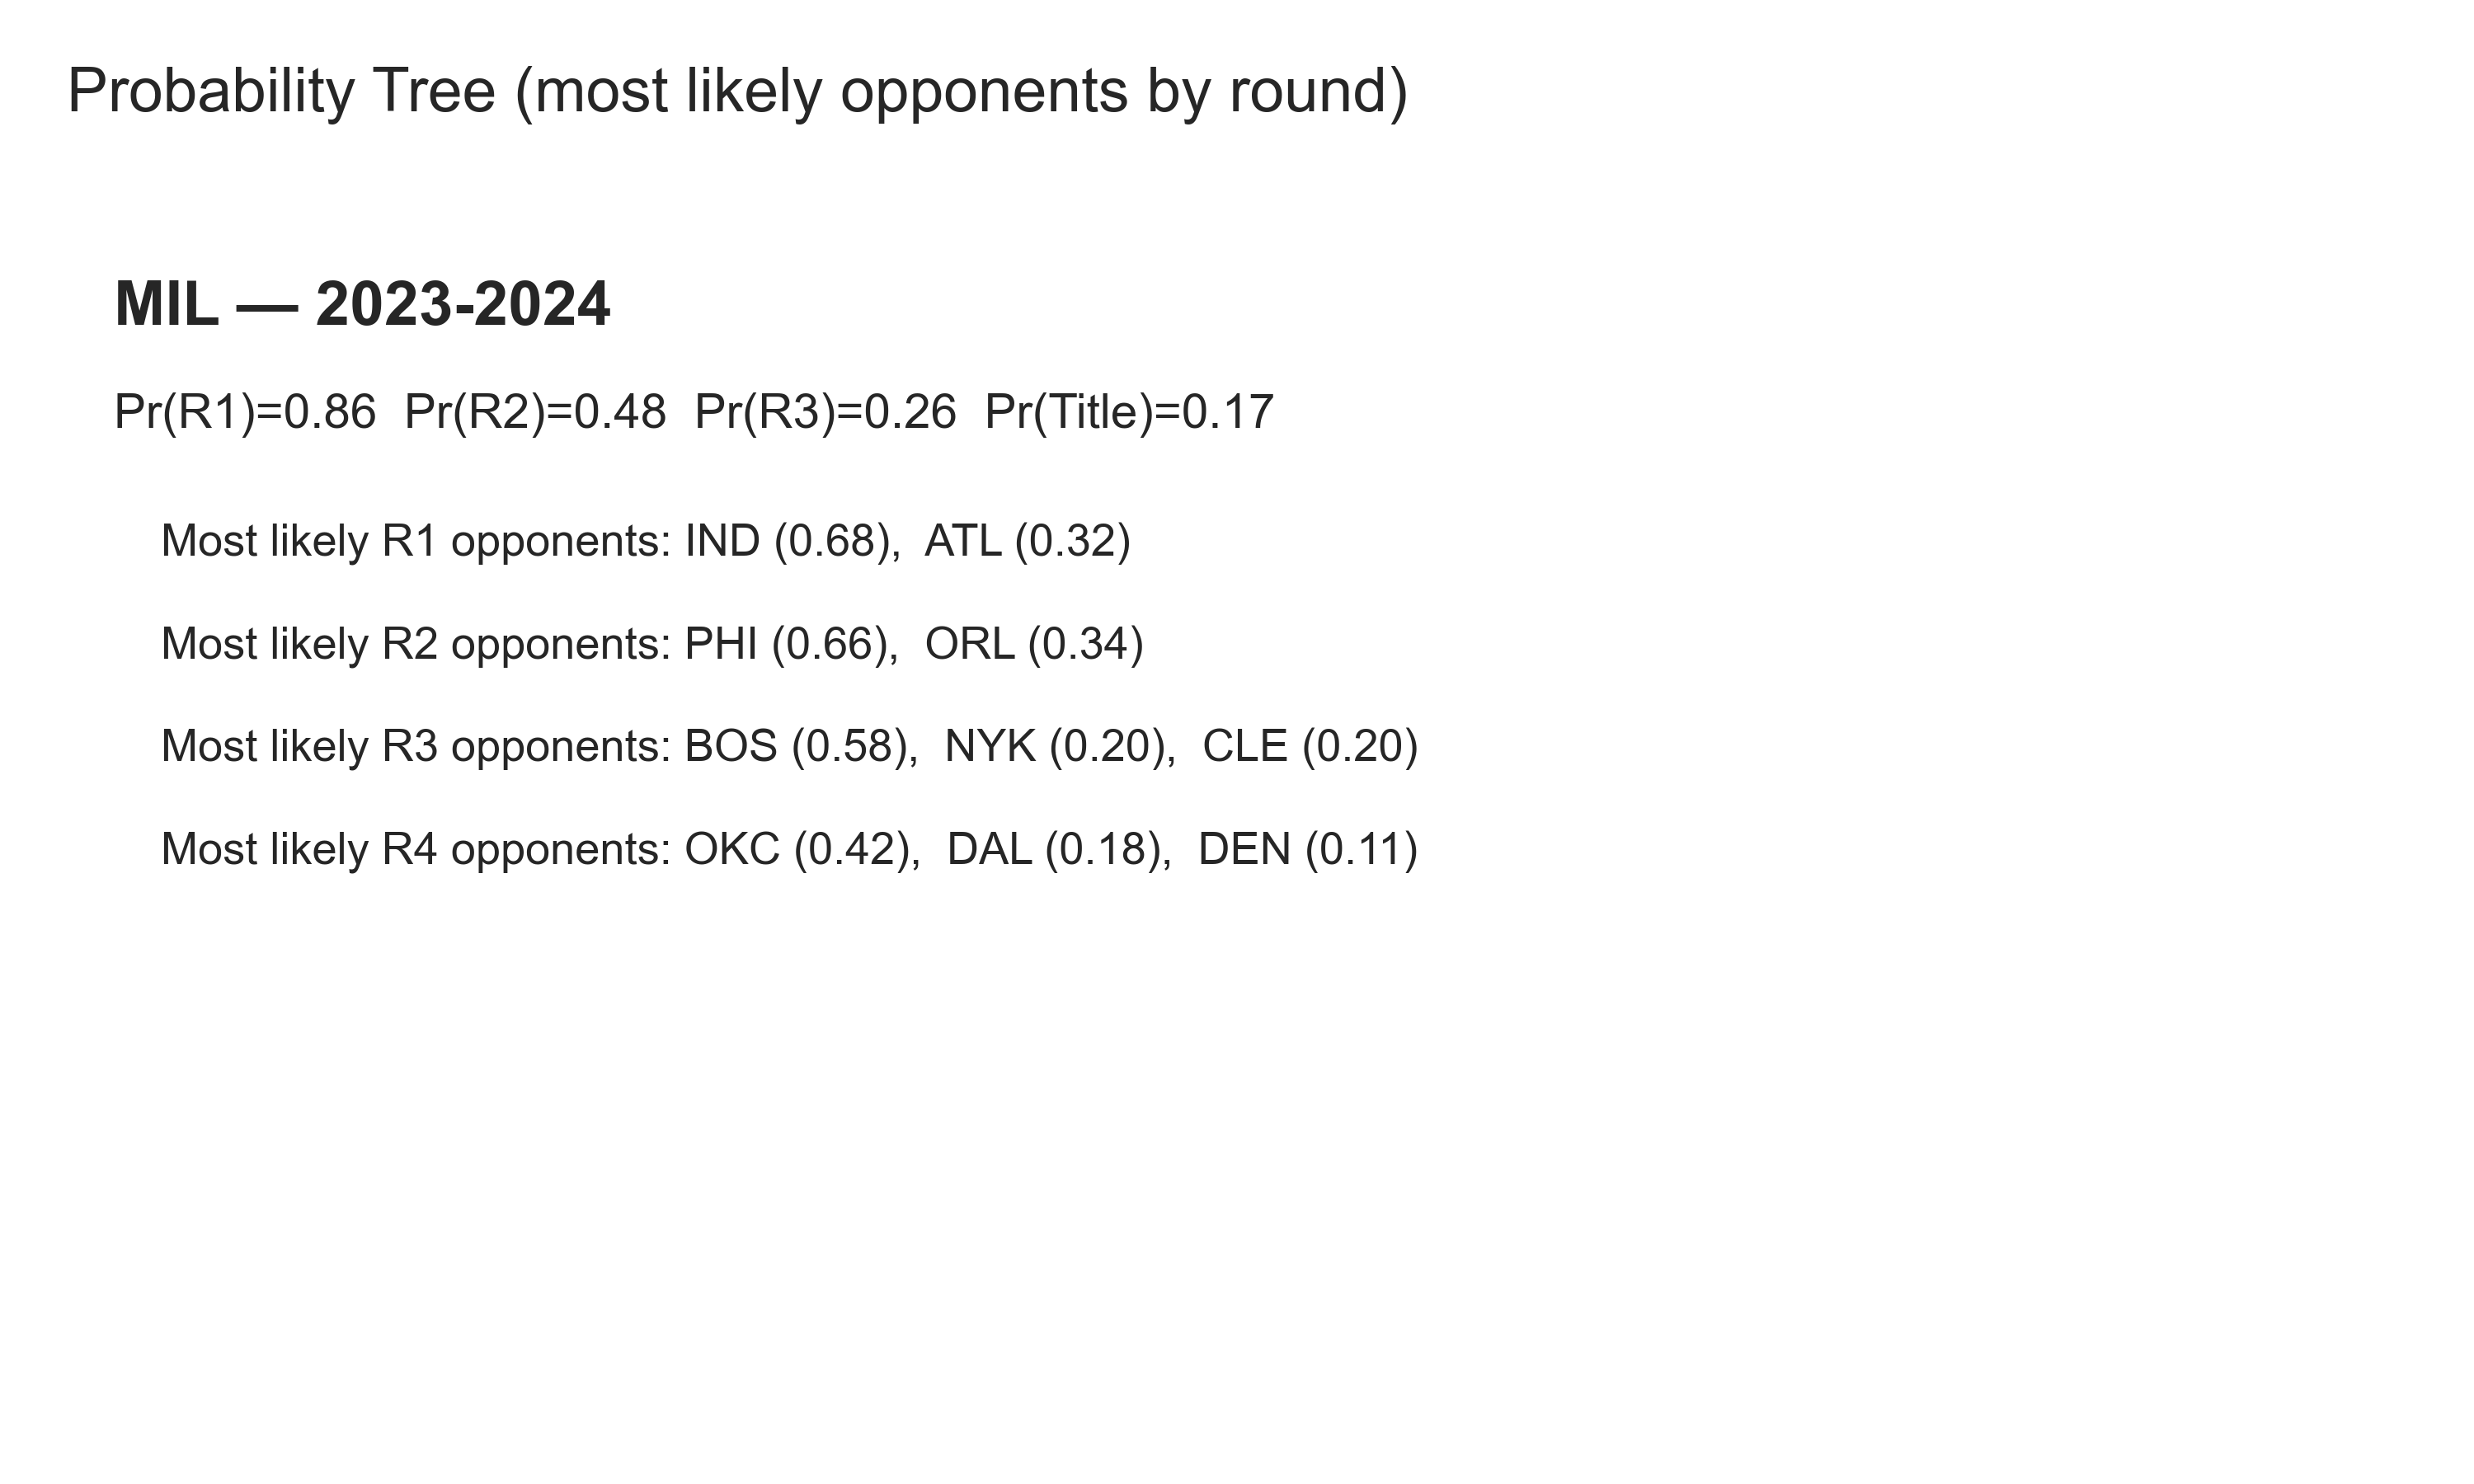 Probability Tree (most likely opponents by round)
MIL — 2023-2024
Pr(R1)=0.86  Pr(R2)=0.48  Pr(R3)=0.26  Pr(Title)=0.17
Most likely R1 opponents: IND (0.68),  ATL (0.32)
Most likely R2 opponents: PHI (0.66),  ORL (0.34)
Most likely R3 opponents: BOS (0.58),  NYK (0.20),  CLE (0.20)
Most likely R4 opponents: OKC (0.42),  DAL (0.18),  DEN (0.11)